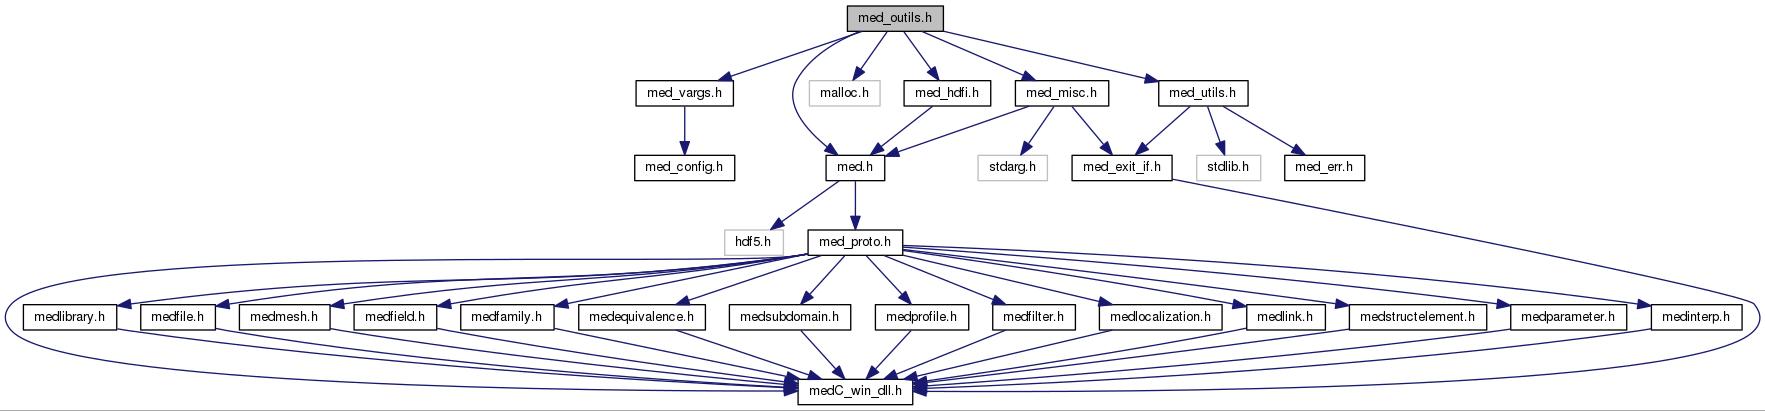 med_outils.h
med_vargs.h
malloc.h
med_hdfi.h
med_misc.h
med_utils.h
med_config.h
med.h
stdarg.h
med_exit_if.h
stdlib.h
med_err.h
hdf5.h
med_proto.h
medlibrary.h
medfile.h
medmesh.h
medfield.h
medfamily.h
medequivalence.h
medsubdomain.h
medprofile.h
medfilter.h
medlocalization.h
medlink.h
medstructelement.h
medparameter.h
medinterp.h
medC_win_dll.h